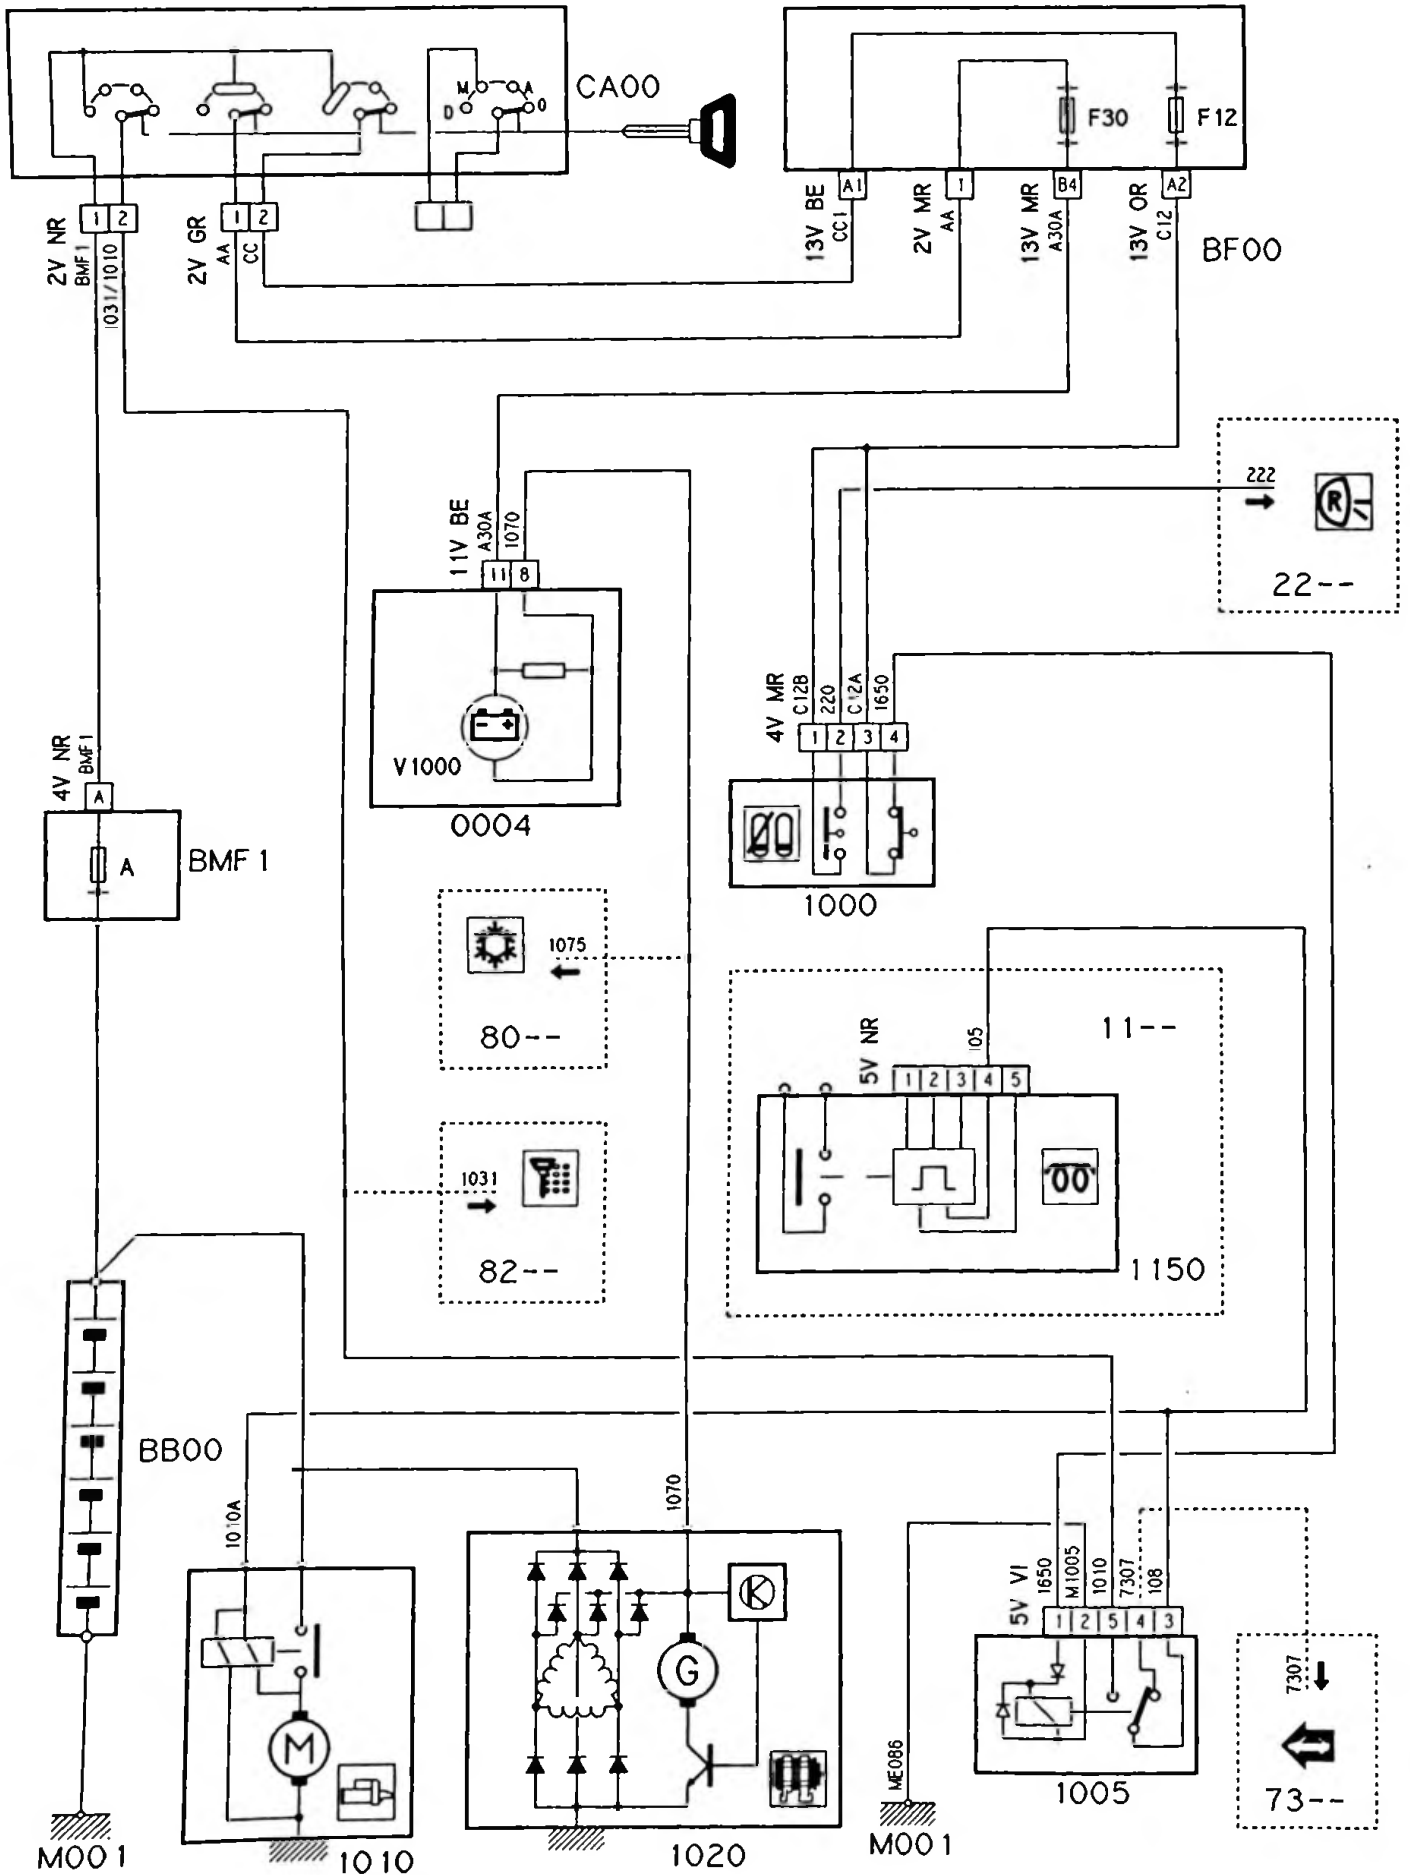 CA00
M
A
D
O
F30
F12
1
2
1
2
A1
1
B4
A2
2V NR
BMF1
1031/1010
2V GR
AA
CC
13V BE
CC1
2V MR
AA
13V MR
A30A
13V OR
C12
BF00
222
R
22--
11V BE
A30A
1070
11
8
- +
V1000
0004
4V MR
C12B
220
C12A
1650
1
2
3
4
1000
4V NR
BMF1
A
A
BMF1
1075
80--
11--
5V NR
105
1
2
3
4
5
1150
1031
82--
BB00
1010A
1070
K
G
M
5V VI
1650
M1005
1010
7307
108
1
2
5
4
3
7307
ME086
1005
73--
M001
1010
1020
M001